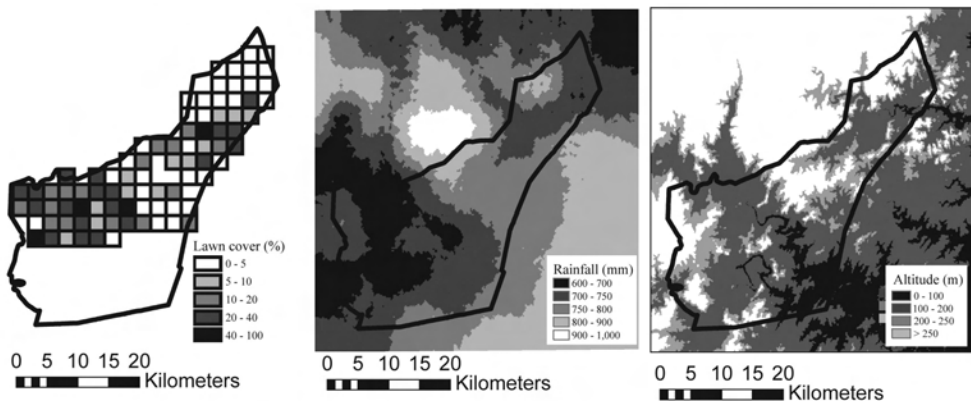 Lawn cover (%)
0 - 5
5 - 10
10 - 20
20 - 40
40 - 100
0 5 10 15 20
Kilometers
Rainfall (mm)
600 - 700
700 - 750
750 - 800
800 - 900
900 - 1,000
0 5 10 15 20
Kilometers
Altitude (m)
0 - 100
100 - 200
200 - 250
> 250
0 5 10 15 20
Kilometers